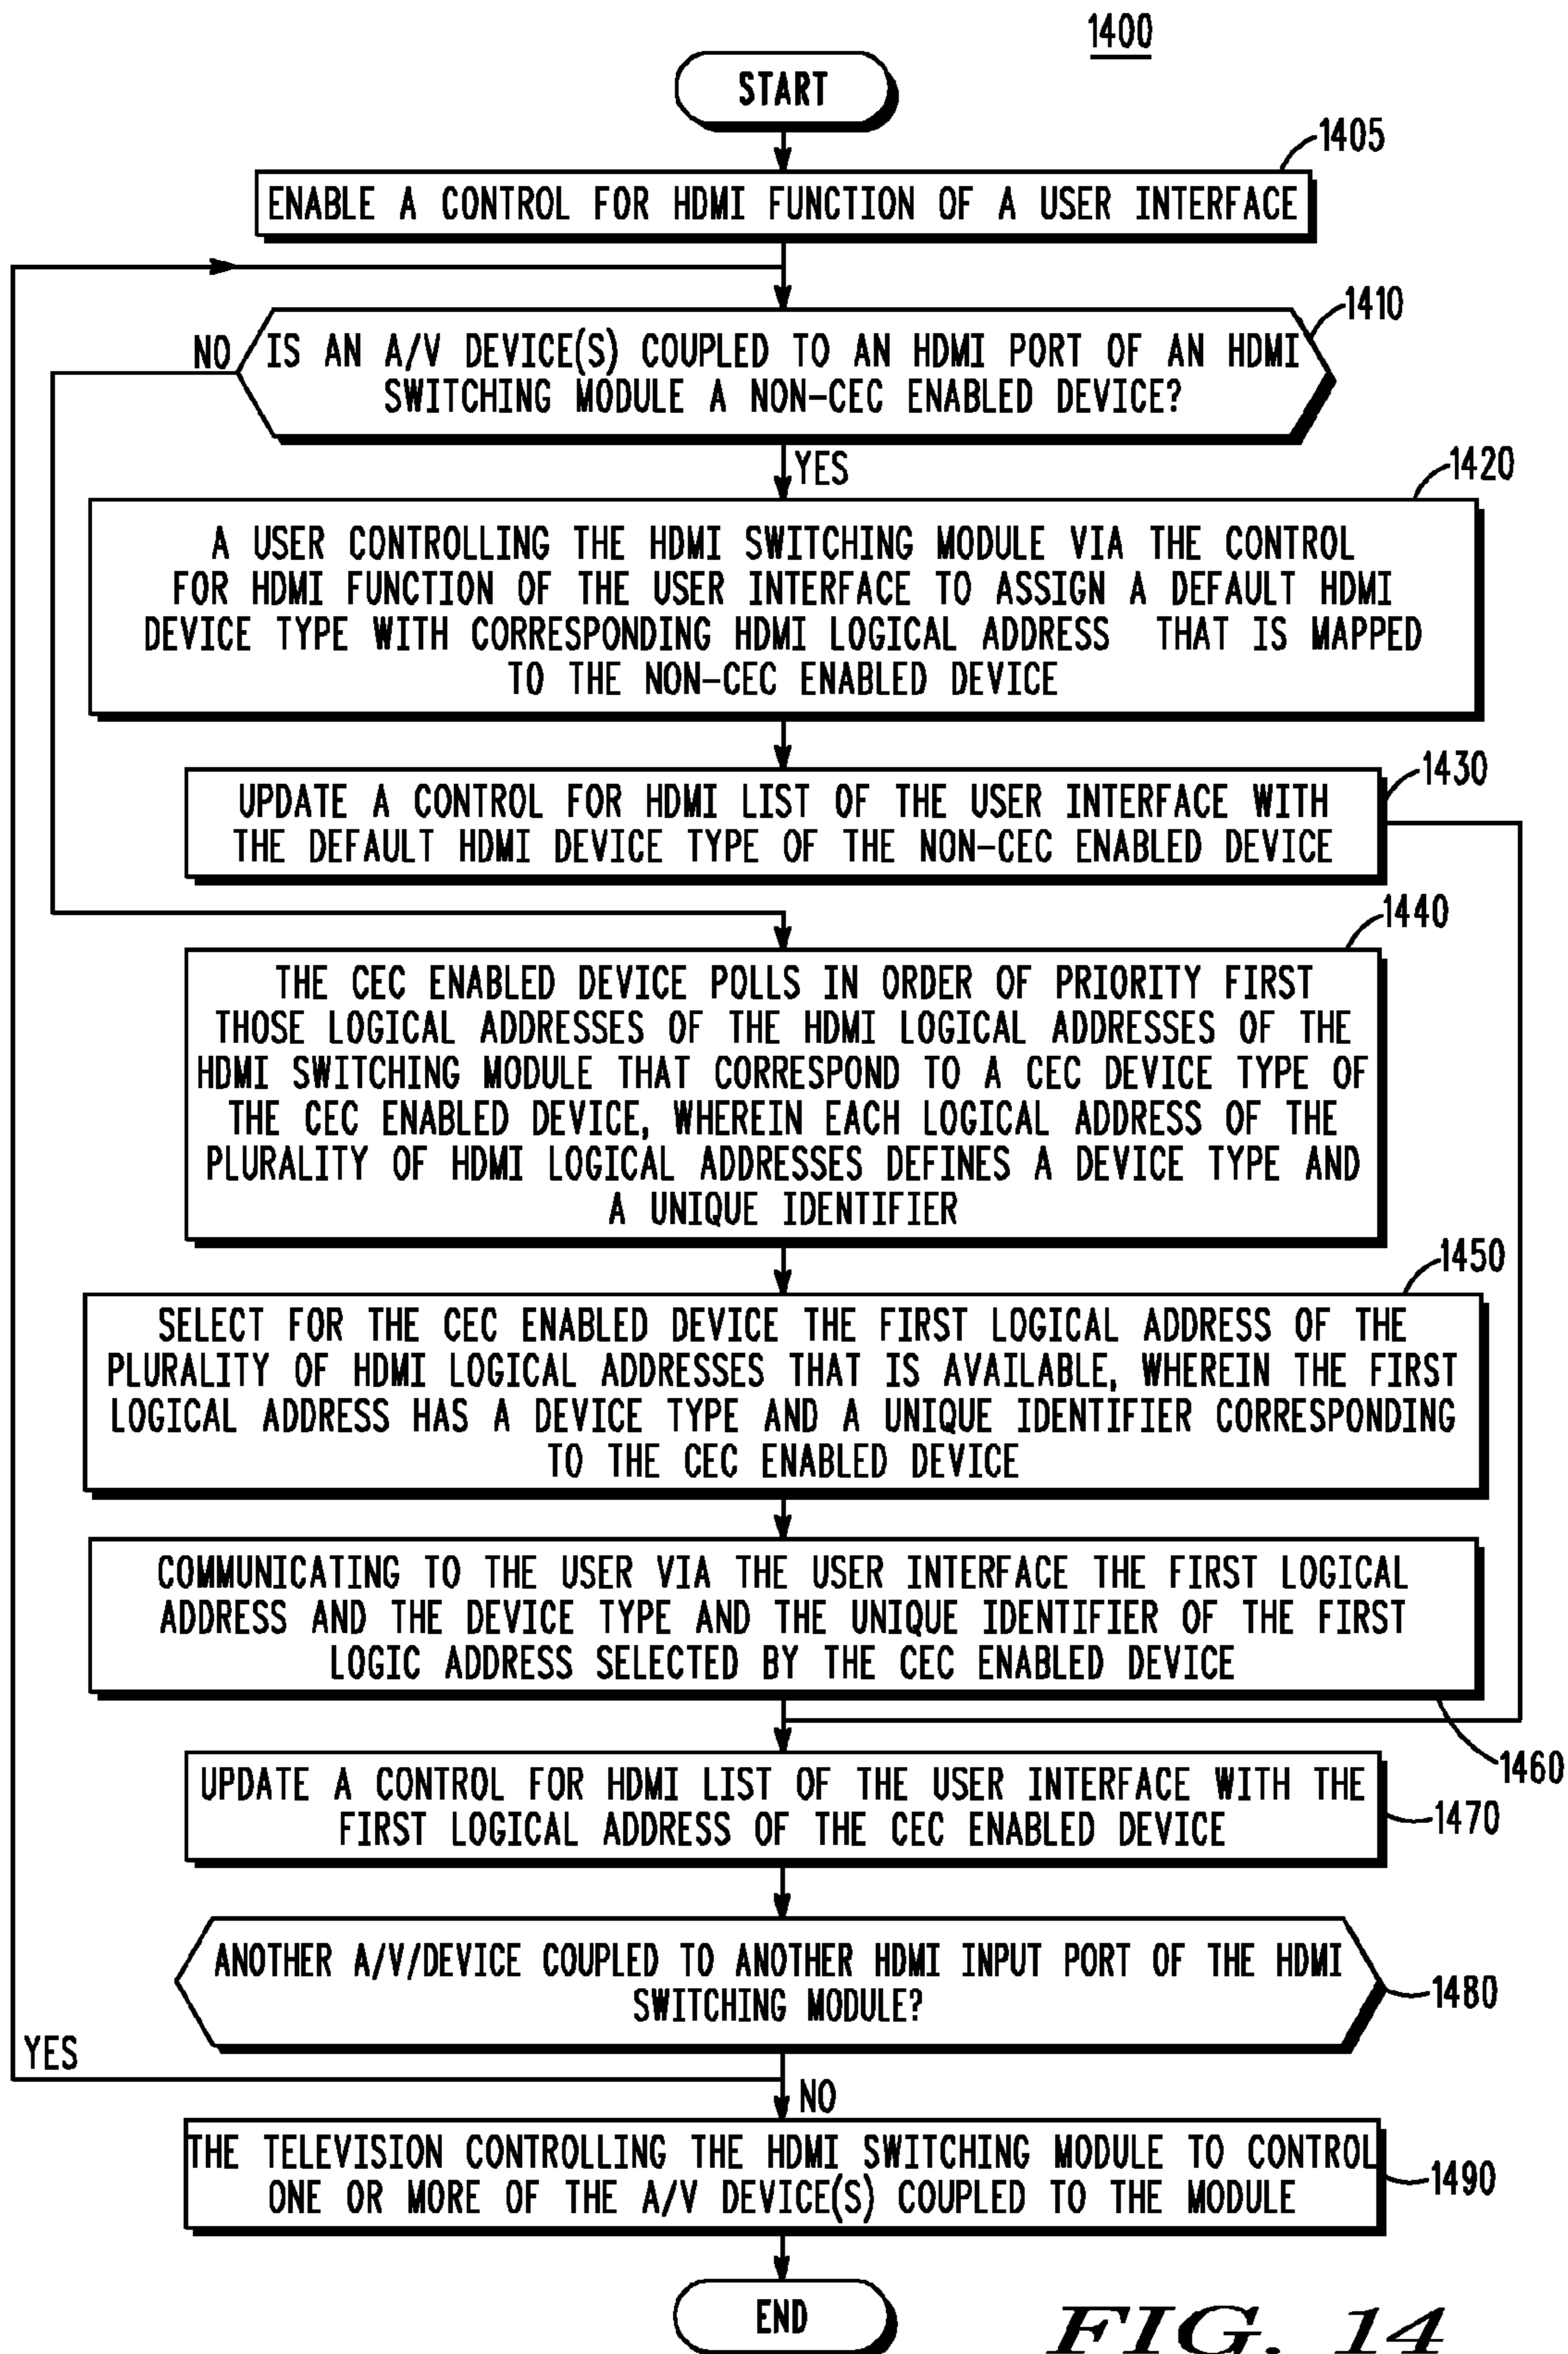 1400
START
1405
ENABLE A CONTROL FOR HDMI FUNCTION OF A USER INTERFACE
1410
NO
IS AN A/V DEVICE(S) COUPLED TO AN HDMI PORT OF AN HDMI
SWITCHING MODULE A NON-CEC ENABLED DEVICE?
YES
1420
A USER CONTROLLING THE HDMI SWITCHING MODULE VIA THE CONTROL
FOR HDMI FUNCTION OF THE USER INTERFACE TO ASSIGN A DEFAULT HDMI
DEVICE TYPE WITH CORRESPONDING HDMI LOGICAL ADDRESS THAT IS MAPPED
TO THE NON-CEC ENABLED DEVICE
1430
UPDATE A CONTROL FOR HDMI LIST OF THE USER INTERFACE WITH
THE DEFAULT HDMI DEVICE TYPE OF THE NON-CEC ENABLED DEVICE
1440
THE CEC ENABLED DEVICE POLLS IN ORDER OF PRIORITY FIRST
THOSE LOGICAL ADDRESSES OF THE HDMI LOGICAL ADDRESSES OF THE
HDMI SWITCHING MODULE THAT CORRESPOND TO A CEC DEVICE TYPE OF
THE CEC ENABLED DEVICE, WHEREIN EACH LOGICAL ADDRESS OF THE
PLURALITY OF HDMI LOGICAL ADDRESSES DEFINES A DEVICE TYPE AND
A UNIQUE IDENTIFIER
1450
SELECT FOR THE CEC ENABLED DEVICE THE FIRST LOGICAL ADDRESS OF THE
PLURALITY OF HDMI LOGICAL ADDRESSES THAT IS AVAILABLE, WHEREIN THE FIRST
LOGICAL ADDRESS HAS A DEVICE TYPE AND A UNIQUE IDENTIFIER CORRESPONDING
TO THE CEC ENABLED DEVICE
COMMUNICATING TO THE USER VIA THE USER INTERFACE THE FIRST LOGICAL
ADDRESS AND THE DEVICE TYPE AND THE UNIQUE IDENTIFIER OF THE FIRST
LOGIC ADDRESS SELECTED BY THE CEC ENABLED DEVICE
1460
UPDATE A CONTROL FOR HDMI LIST OF THE USER INTERFACE WITH THE
FIRST LOGICAL ADDRESS OF THE CEC ENABLED DEVICE
1470
ANOTHER A/V/DEVICE COUPLED TO ANOTHER HDMI INPUT PORT OF THE HDMI
SWITCHING MODULE?
1480
YES
NO
THE TELEVISION CONTROLLING THE HDMI SWITCHING MODULE TO CONTROL
ONE OR MORE OF THE A/V DEVICE(S) COUPLED TO THE MODULE
1490
END
FIG. 14